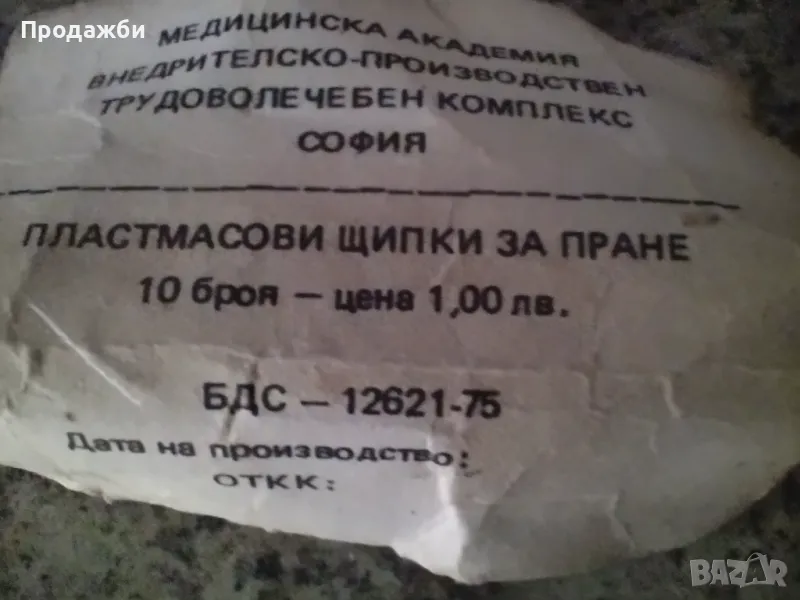 Продажби
МЕДИЦИНСКА АКАДЕМИЯ
ВНЕДРИТЕЛСКО-ПРОИЗВОДСТВЕН
ТРУДОВОЛЕЧЕБЕН КОМПЛЕКС
СОФИЯ
ПЛАСТМАСОВИ ЩИПКИ ЗА ПРАНЕ
10 броя – цена 1,00 лв.
БДС – 12621-75
Дата на производство:
ОТКК:
BAZAR